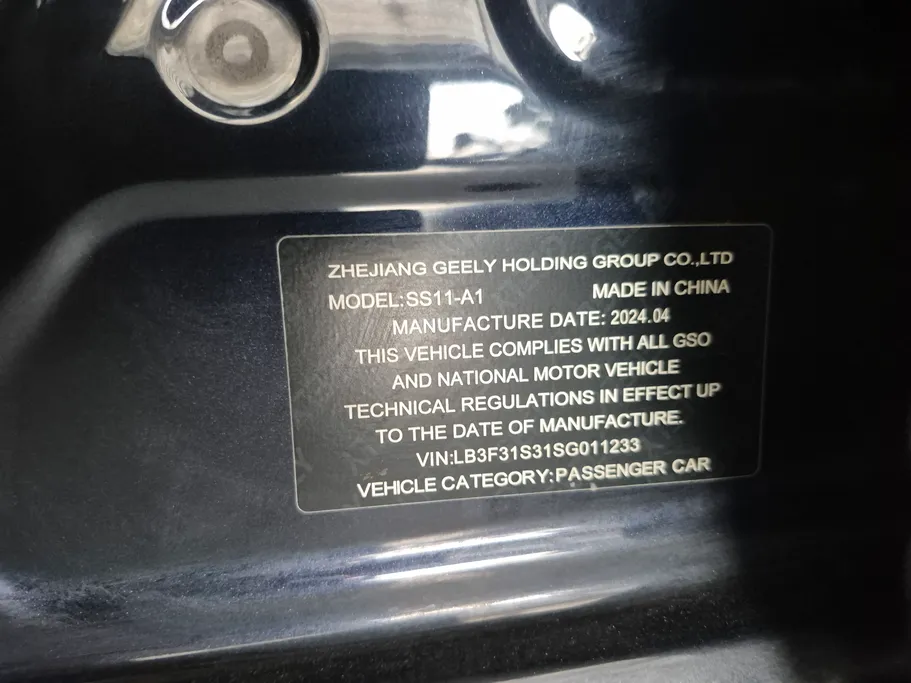 ZHEJIANG GEELY HOLDING GROUP CO.,LTD
MODEL:SS11-A1 MADE IN CHINA
MANUFACTURE DATE: 2024.04
THIS VEHICLE COMPLIES WITH ALL GSO
AND NATIONAL MOTOR VEHICLE
TECHNICAL REGULATIONS IN EFFECT UP
TO THE DATE OF MANUFACTURE.
VIN:LB3F31S31SG011233
VEHICLE CATEGORY:PASSENGER CAR